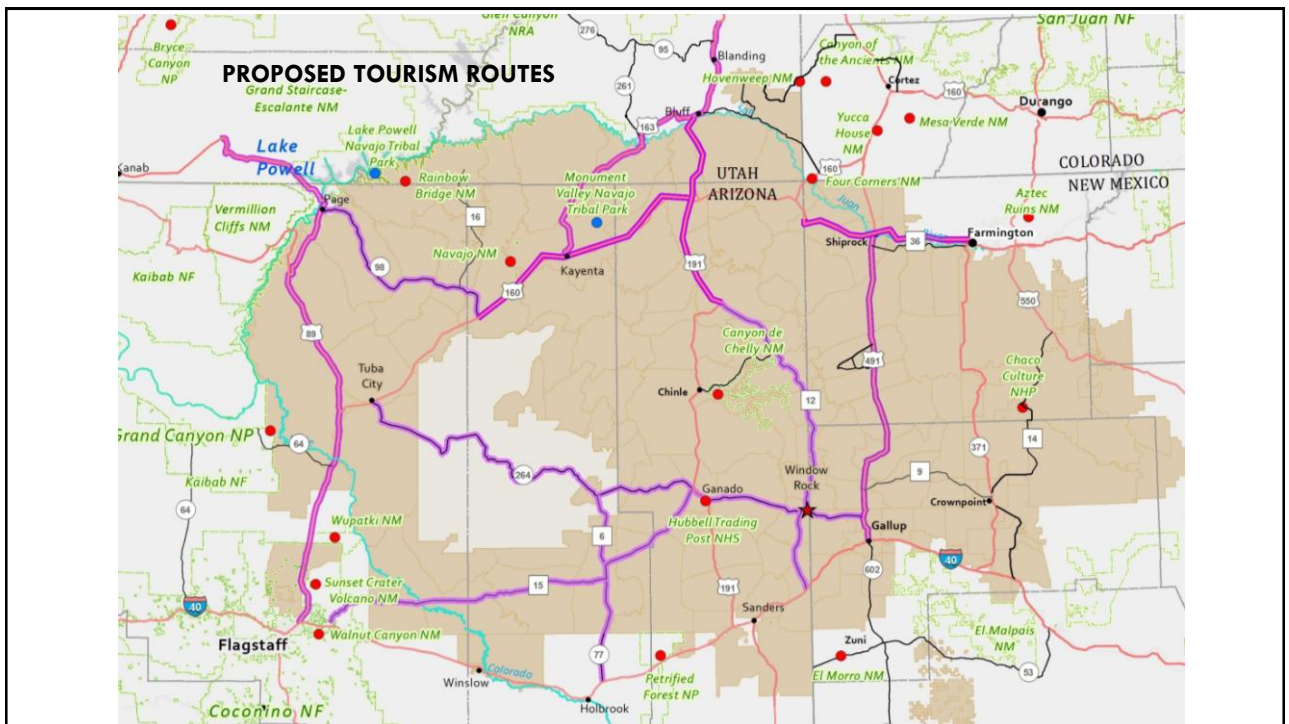 Glen Canyon
NRA
276
95
San Juan NF
Bryce
Canyon
NP
PROPOSED TOURISM ROUTES
Grand Staircase-
Escalante NM
261
Blanding
Hovenweep NM
Canyon of
the Ancients NM
Cortez
160
Durango
Bluff
San
163
Yucca
House
NM
Mesa Verde NM
Lake Powell
Navajo Tribal
Park
Lake
Powell
Kanab
Rainbow
Bridge NM
Monument
Valley Navajo
Tribal Park
UTAH
ARIZONA
160
Four Corners NM
COLORADO
NEW MEXICO
Page
Vermillion
Cliffs NM
16
Juan
Aztec
Ruins NM
Shiprock
36
River
Farmington
Navajo NM
Kayenta
98
191
Kaibab NF
160
550
89
Canyon de
Chelly NM
491
Tuba
City
Chinle
12
Chaco
Culture
NHP
Grand Canyon NP
64
371
14
264
Window
Rock
9
Kaibab NF
Ganado
Crownpoint
64
Wupatki NM
Hubbell Trading
Post NHS
6
Gallup
40
Sunset Crater
Volcano NM
15
191
602
40
Walnut Canyon NM
Sanders
Flagstaff
Zuni
El Malpais
NM
77
Colorado
Winslow
Petrified
Forest NP
El Morro NM
53
Holbrook
Coconino NF